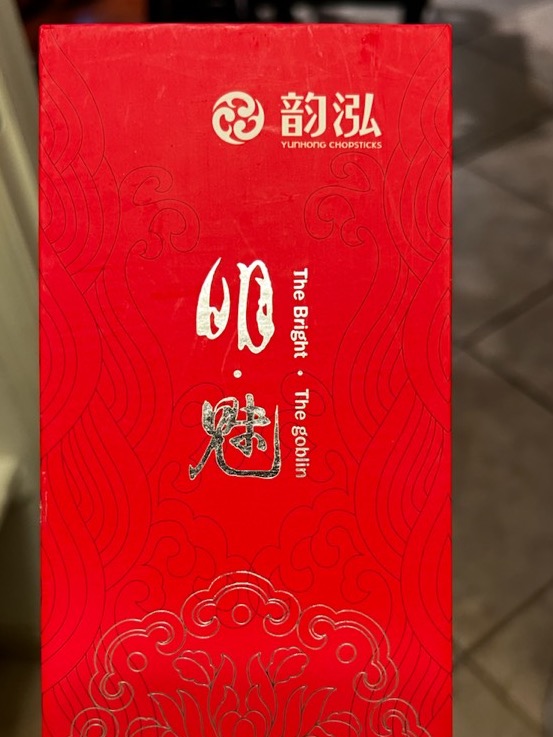 韵泓
YUNHONG CHOPSTICKS
明·魅
The Bright · The goblin